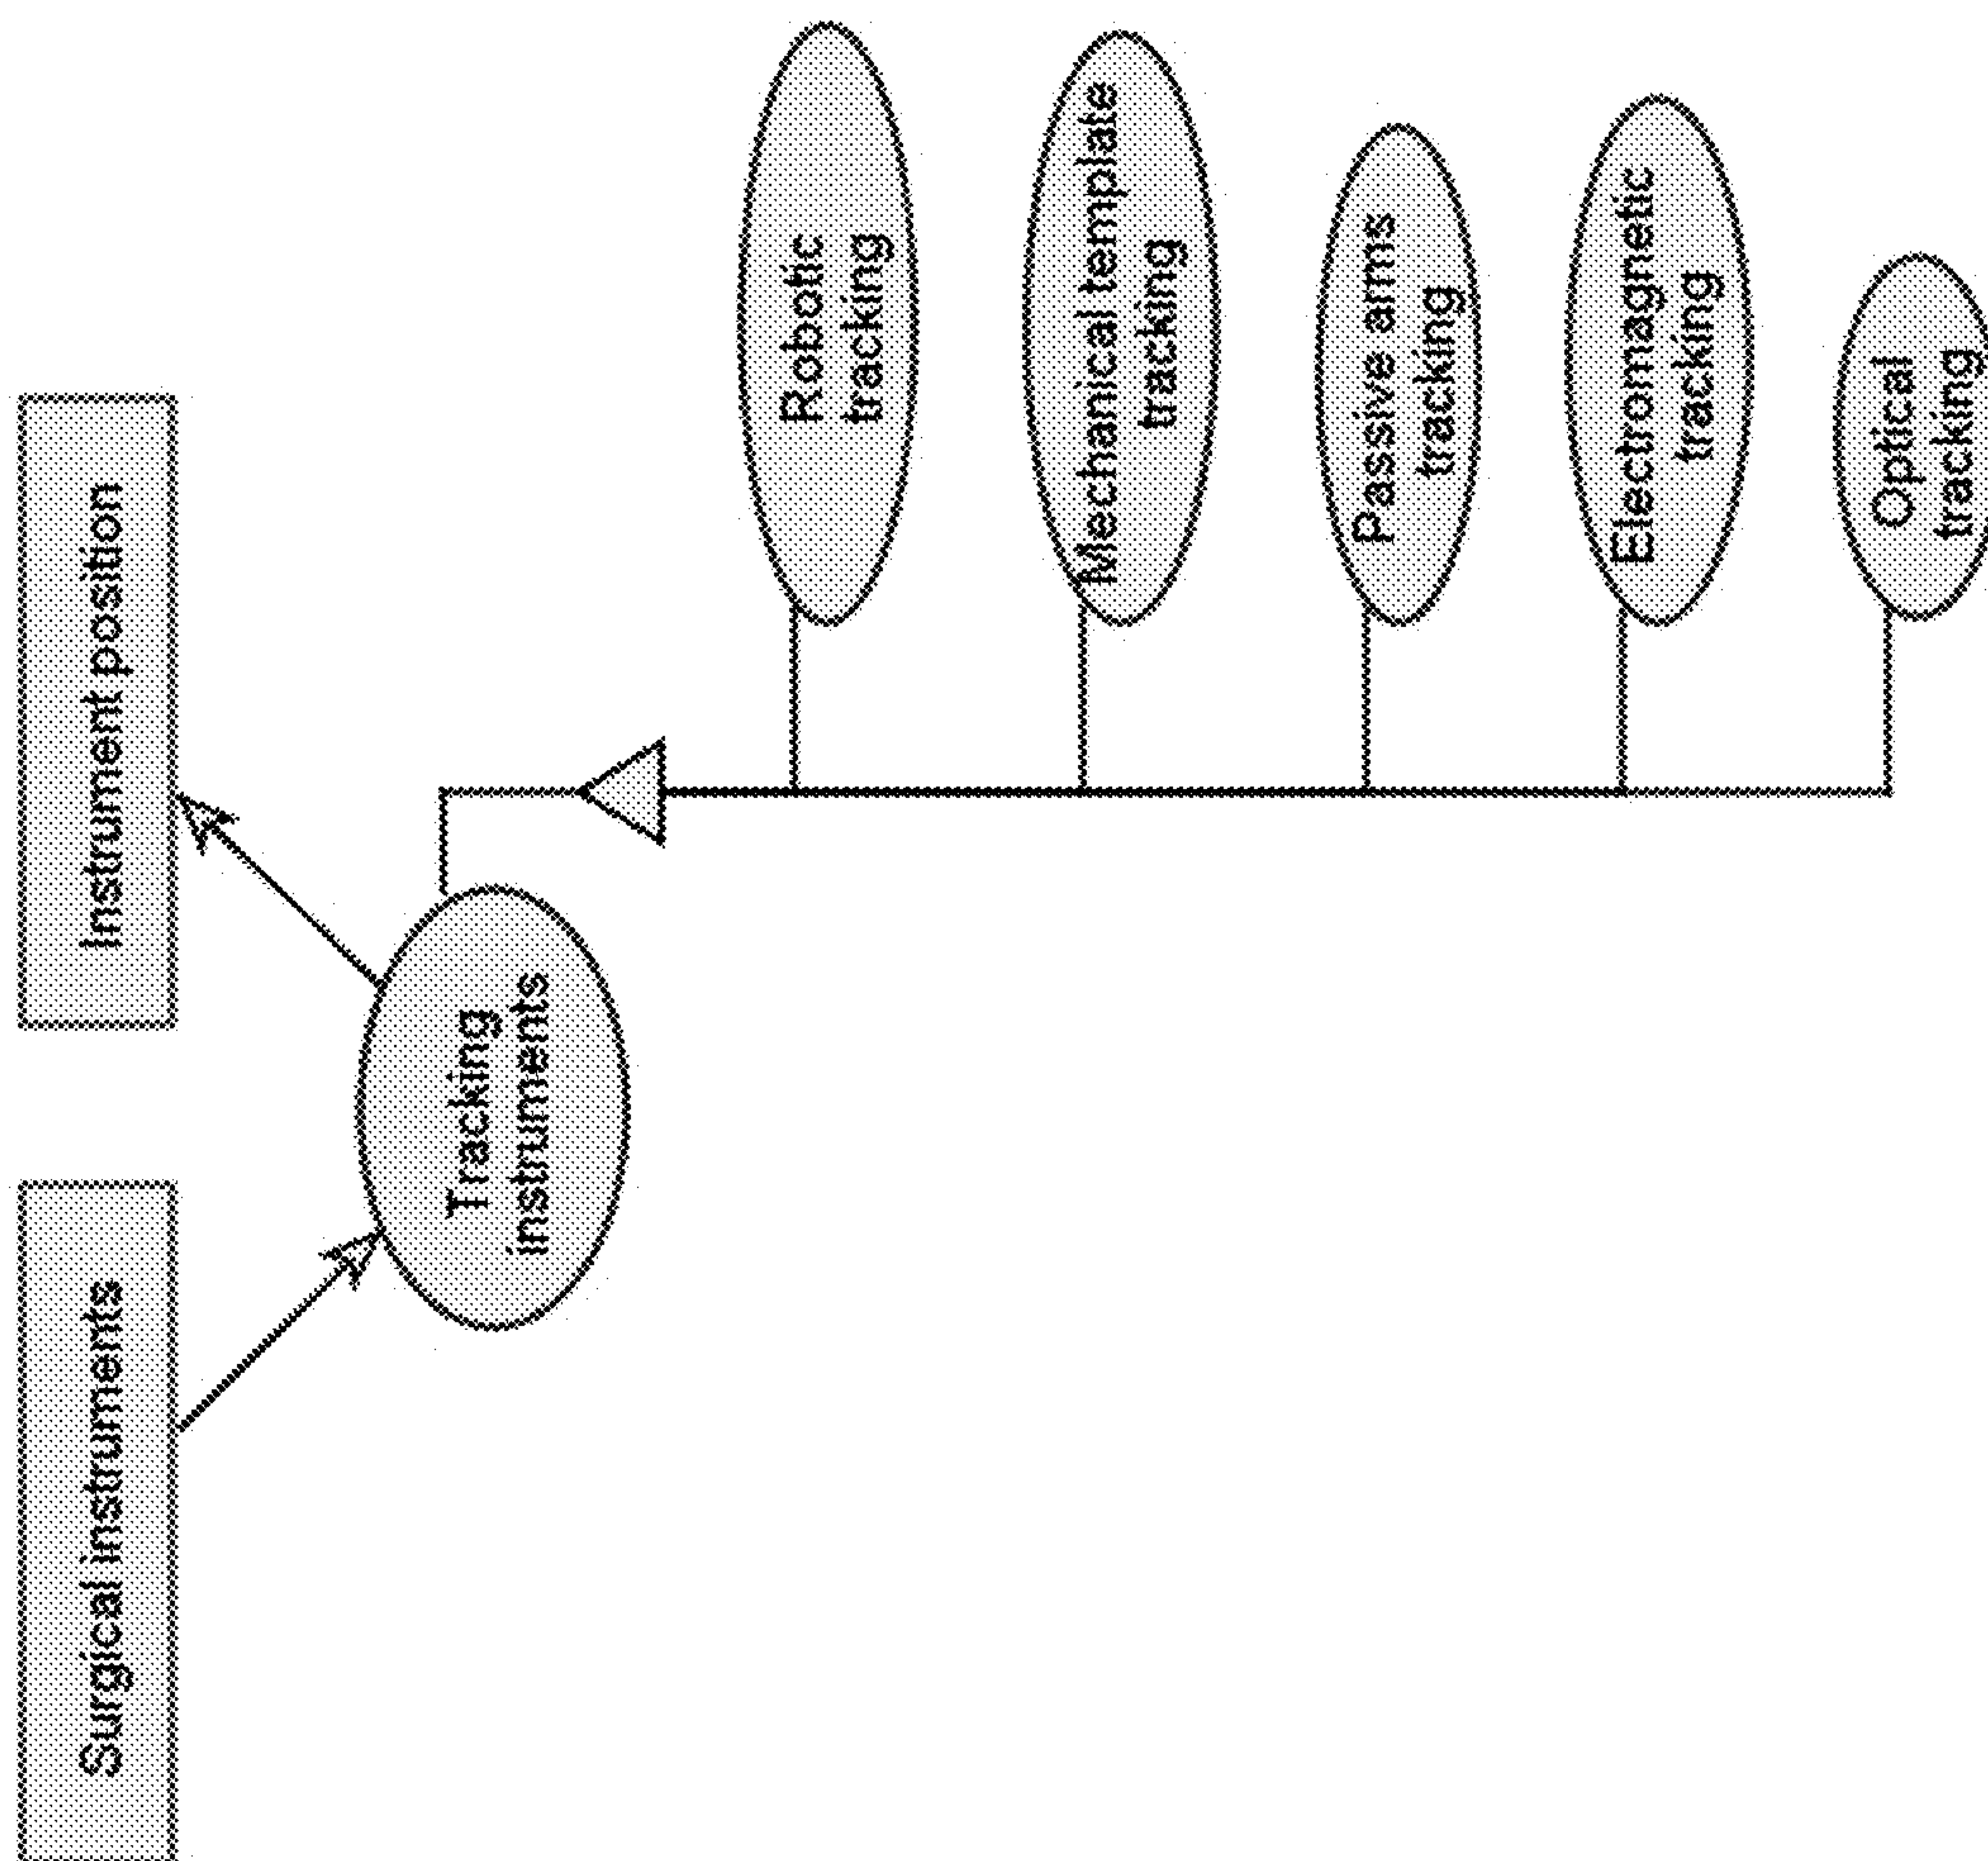 Surgical instruments
Instrument position
Tracking
instruments
Robotic
tracking
Mechanical template
tracking
Passive arms
tracking
Electromagnetic
tracking
Optical
tracking